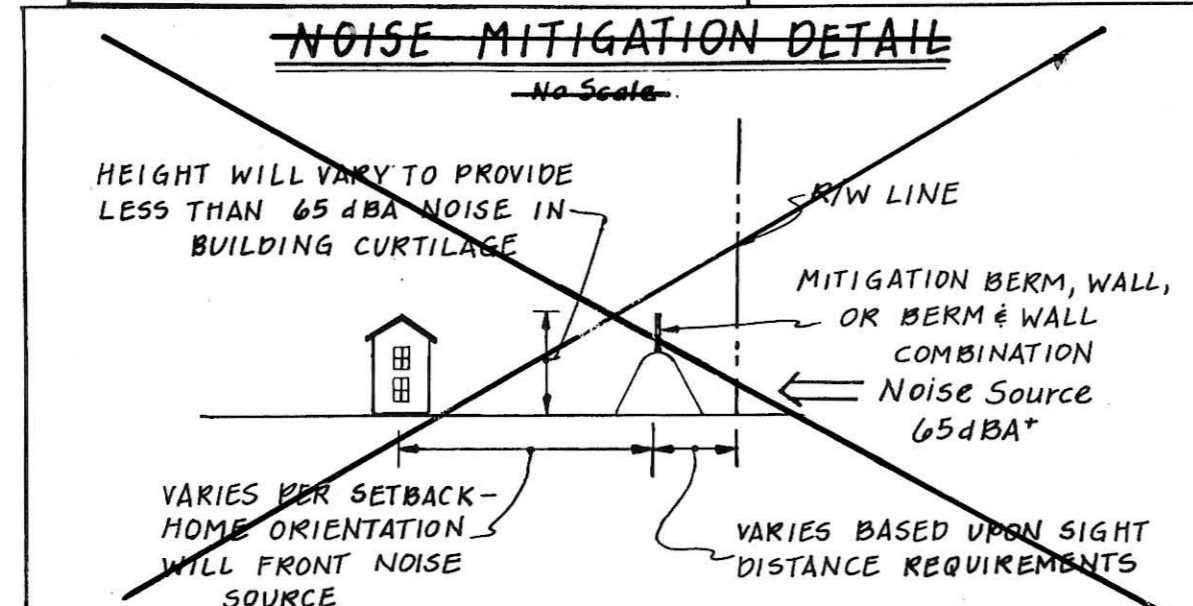 NOISE MITIGATION DETAIL
No Scale
HEIGHT WILL VARY TO PROVIDE
LESS THAN 65 dBA NOISE IN
BUILDING CURTILAGE
R/W LINE
MITIGATION BERM, WALL,
OR BERM & WALL
COMBINATION
Noise Source
65dBA+
VARIES PER SETBACK-
HOME ORIENTATION
WILL FRONT NOISE
SOURCE
VARIES BASED UPON SIGHT
DISTANCE REQUIREMENTS